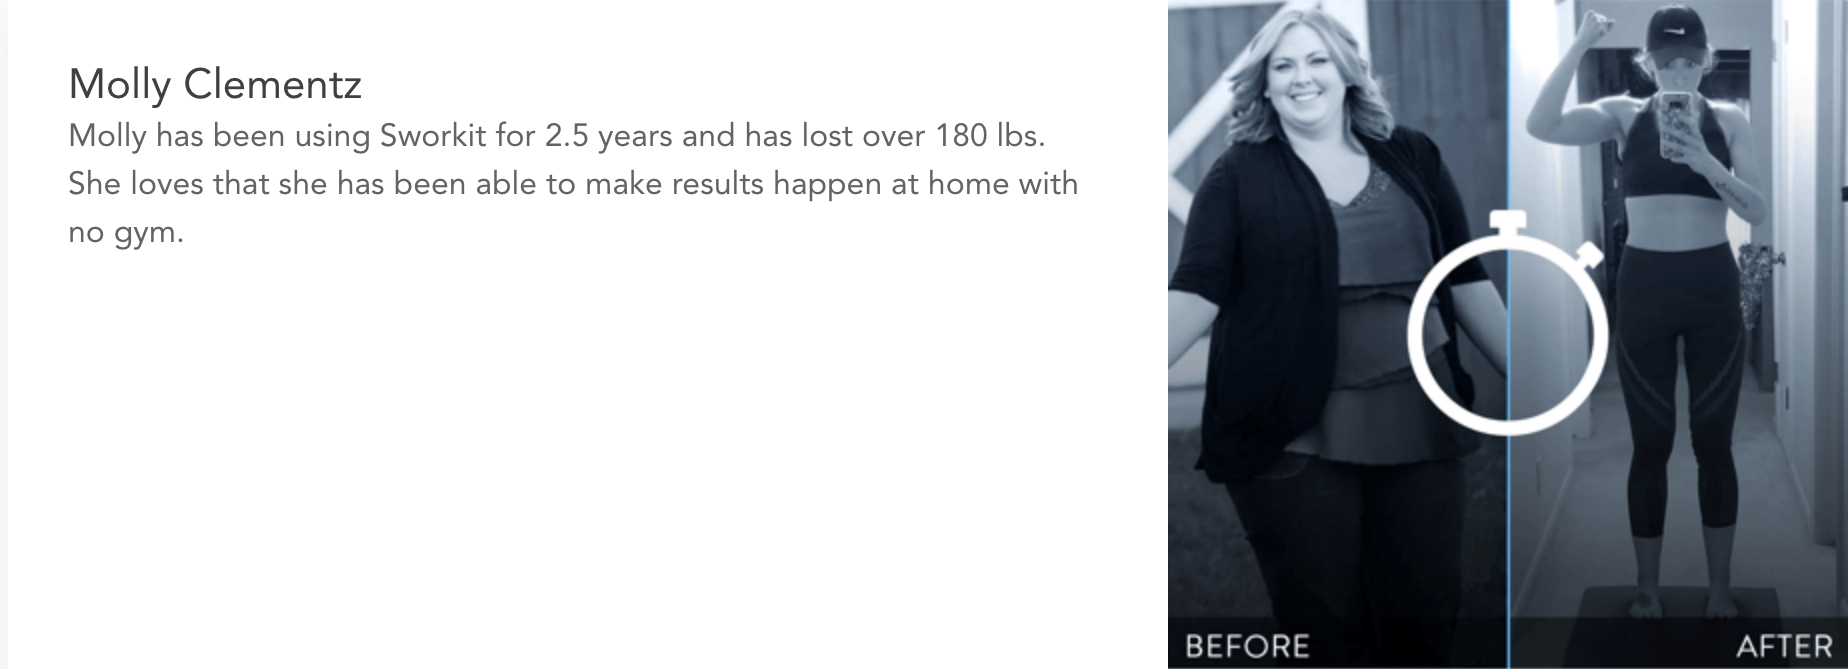 Molly Clementz
Molly has been using Sworkit for 2.5 years and has lost over 180 lbs.
She loves that she has been able to make results happen at home with
no gym.
BEFORE
AFTER